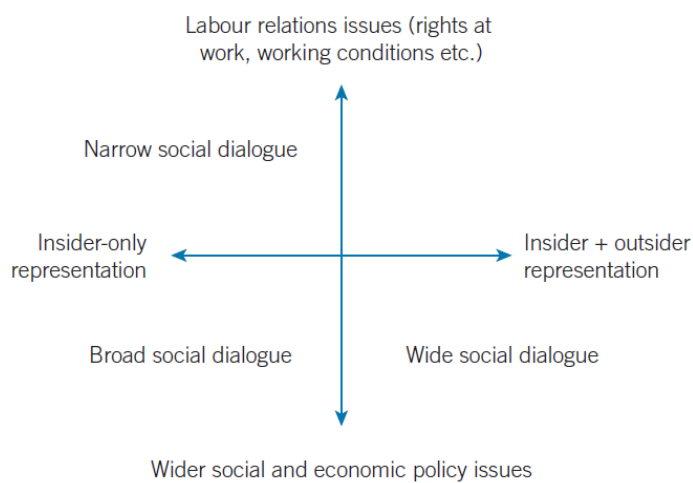 Labour relations issues (rights at
work, working conditions etc.)
Narrow social dialogue
Insider-only
representation
Insider + outsider
representation
Broad social dialogue
Wide social dialogue
Wider social and economic policy issues